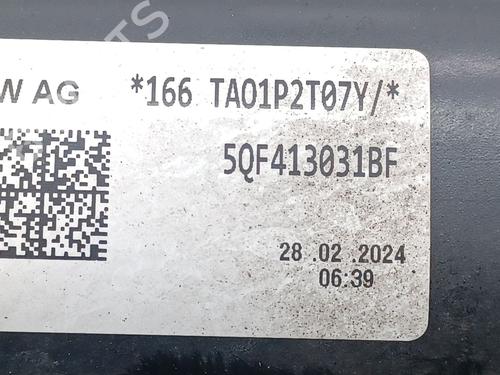 W AG *166 TA01P2T07Y/*
5QF413031BF
28 .02 .2024
06:39